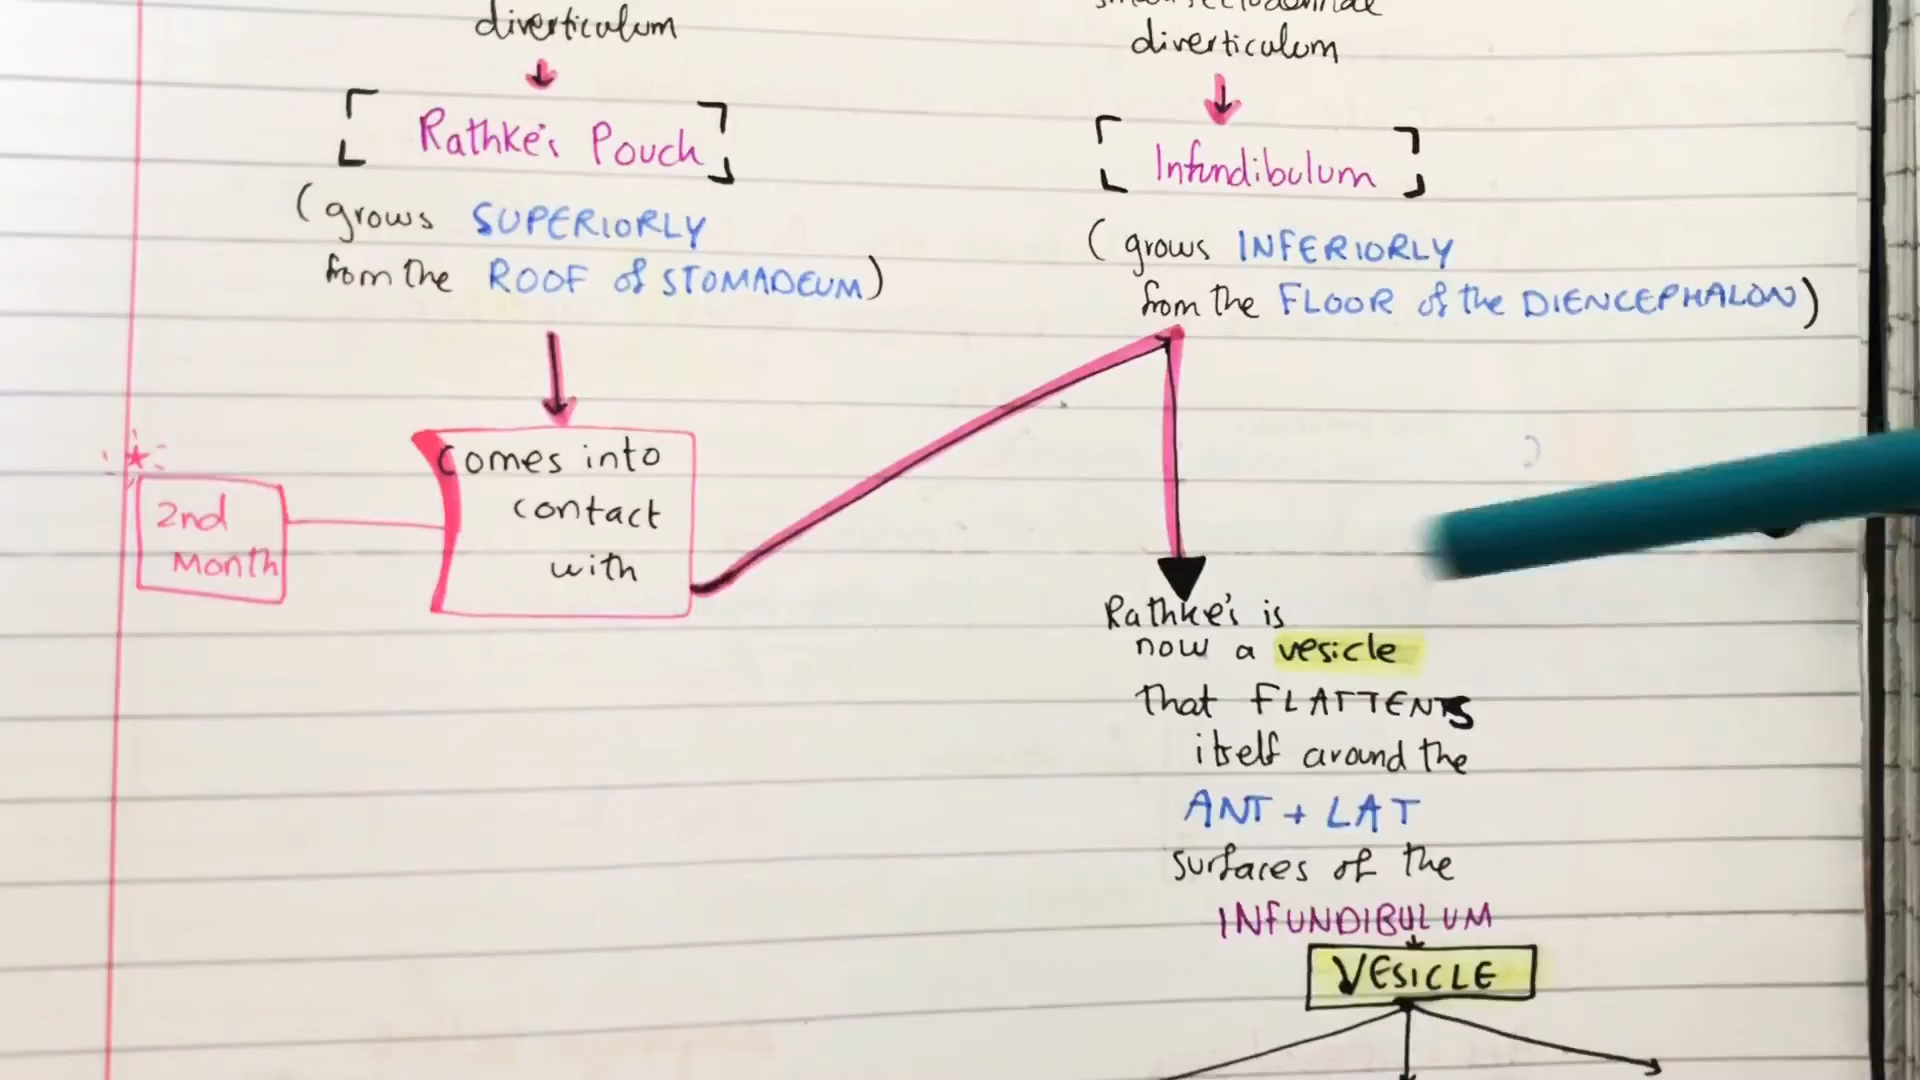 diverticulum
Rathke's Pouch
(grows SUPERIORLY
from the ROOF of STOMADEUM)
2nd
Month
comes into
contact
with
diverticulum
Infundibulum
(grows INFERIORLY
from the FLOOR of the DIENCEPHALON)
Rathke's is
now a vesicle
that FLATTENS
itself around the
ANT + LAT
surfaces of the
INFUNDIBULUM
VESICLE